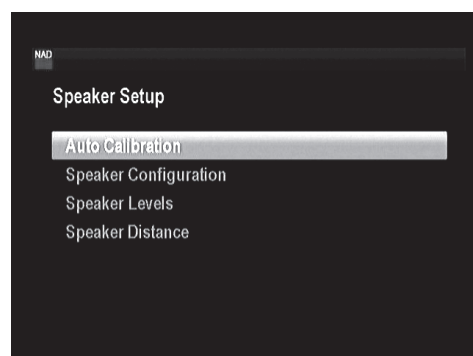 NAD
Speaker Setup
Auto Calibration
Speaker Configuration
Speaker Levels
Speaker Distance